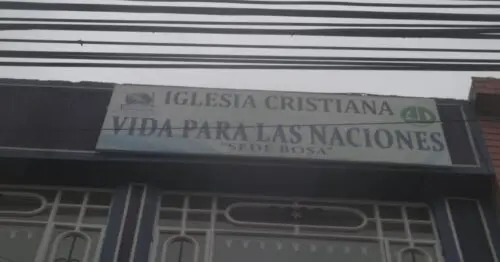 IGLESIA CRISTIANA
VIDA PARA LAS NACIONES
"SEDE BOSA"